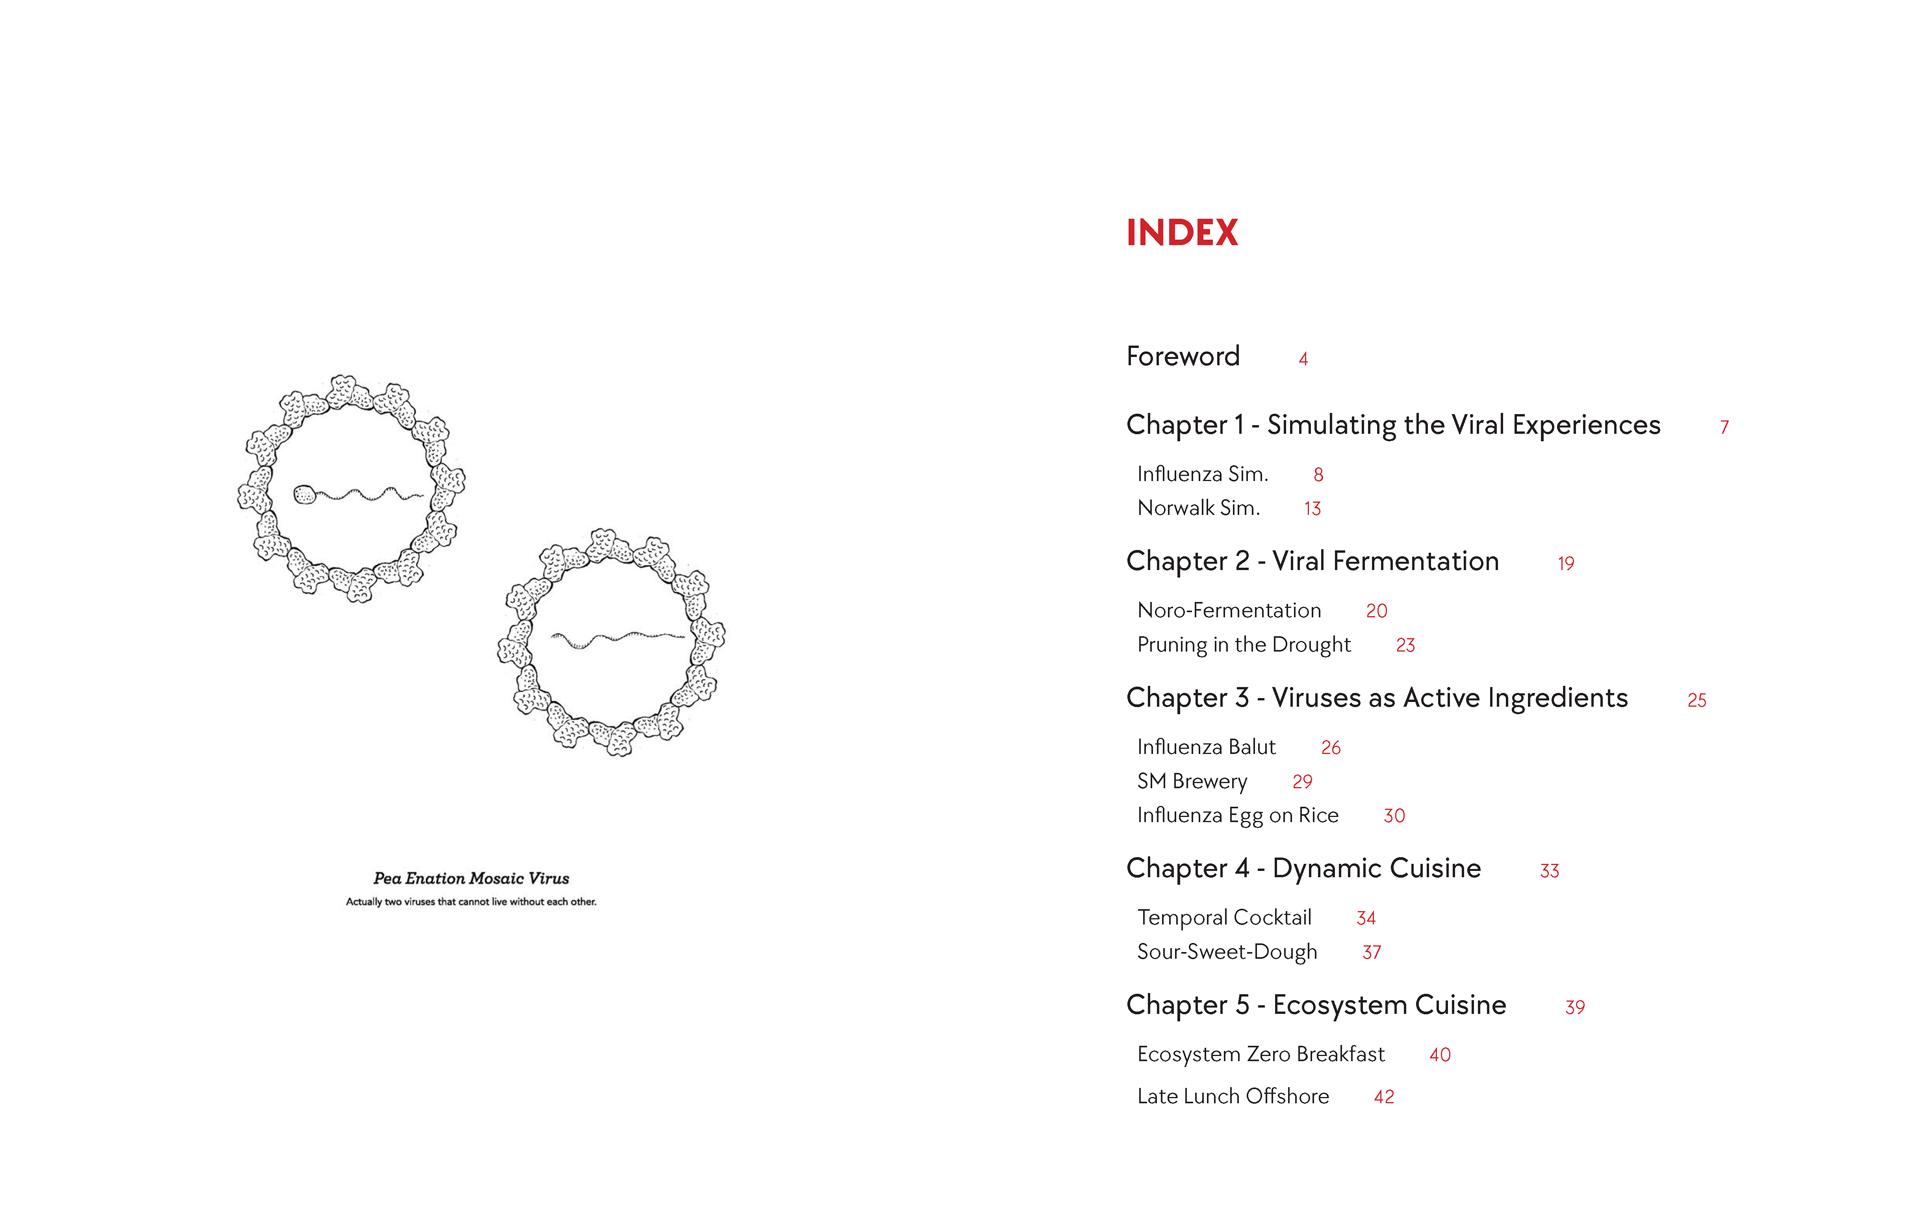 Pea Enation Mosaic Virus
Actually two viruses that cannot live without each other.
INDEX
Foreword 4
Chapter 1 - Simulating the Viral Experiences 7
Influenza Sim. 8
Norwalk Sim. 13
Chapter 2 - Viral Fermentation 19
Noro-Fermentation 20
Pruning in the Drought 23
Chapter 3 - Viruses as Active Ingredients 25
Influenza Balut 26
SM Brewery 29
Influenza Egg on Rice 30
Chapter 4 - Dynamic Cuisine 33
Temporal Cocktail 34
Sour-Sweet-Dough 37
Chapter 5 - Ecosystem Cuisine 39
Ecosystem Zero Breakfast 40
Late Lunch Offshore 42